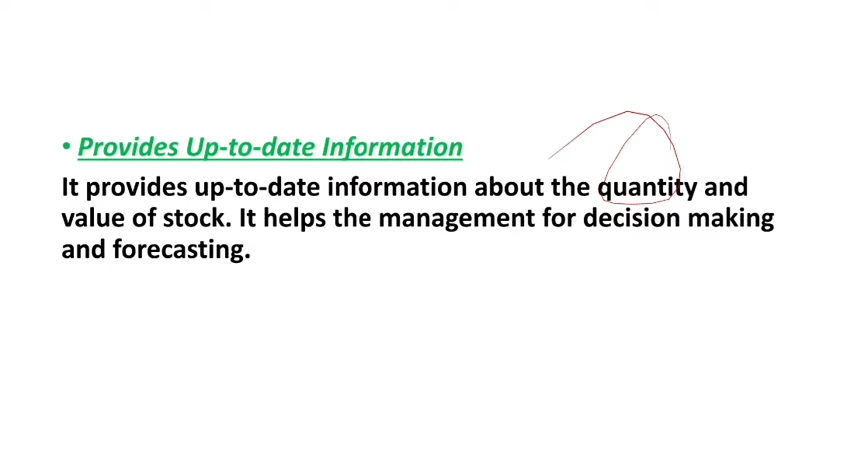 • Provides Up-to-date Information
It provides up-to-date information about the quantity and
value of stock. It helps the management for decision making
and forecasting.